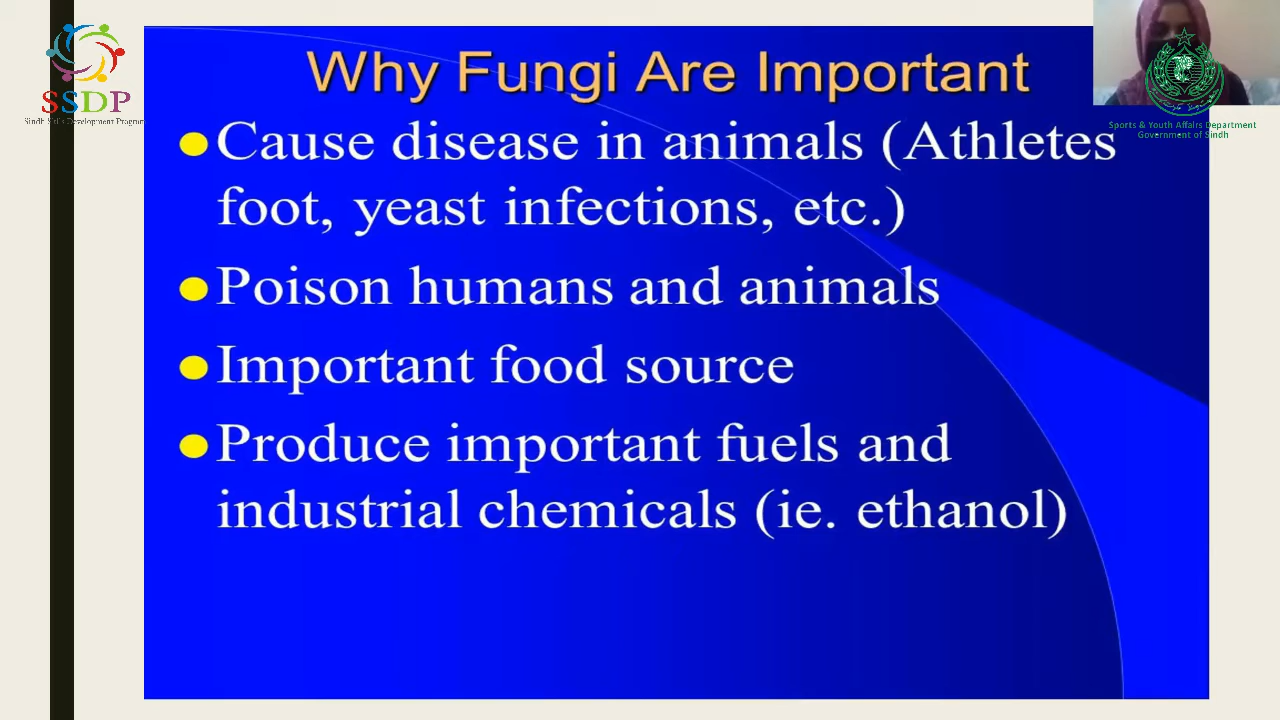 SSDP
Sindh Skills Development Program
Why Fungi Are Important
Sports & Youth Affairs Department
Government of Sindh
Cause disease in animals (Athletes
foot, yeast infections, etc.)
Poison humans and animals
Important food source
Produce important fuels and
industrial chemicals (ie. ethanol)